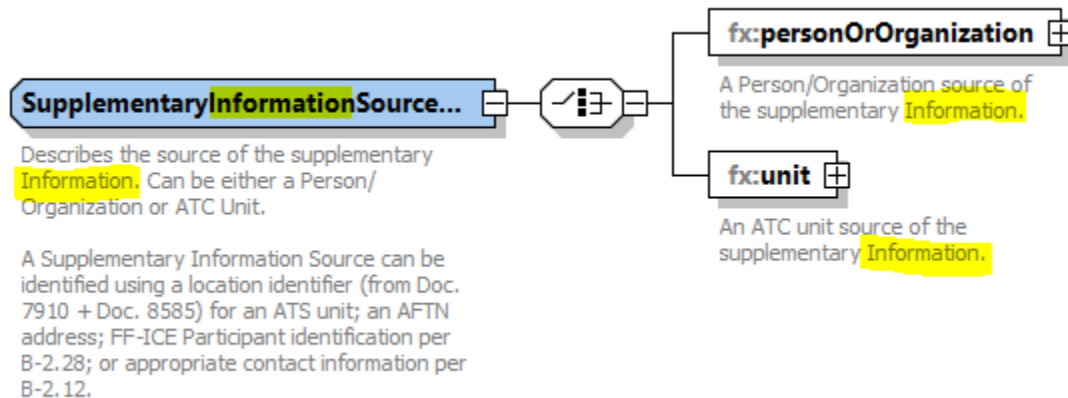 SupplementaryInformationSource...
Describes the source of the supplementary
Information. Can be either a Person/
Organization or ATC Unit.
A Supplementary Information Source can be
identified using a location identifier (from Doc.
7910 + Doc. 8585) for an ATS unit; an AFTN
address; FF-ICE Participant identification per
B-2.28; or appropriate contact information per
B-2.12.
fx:personOrOrganization
A Person/Organization source of
the supplementary Information.
fx:unit
An ATC unit source of the
supplementary Information.